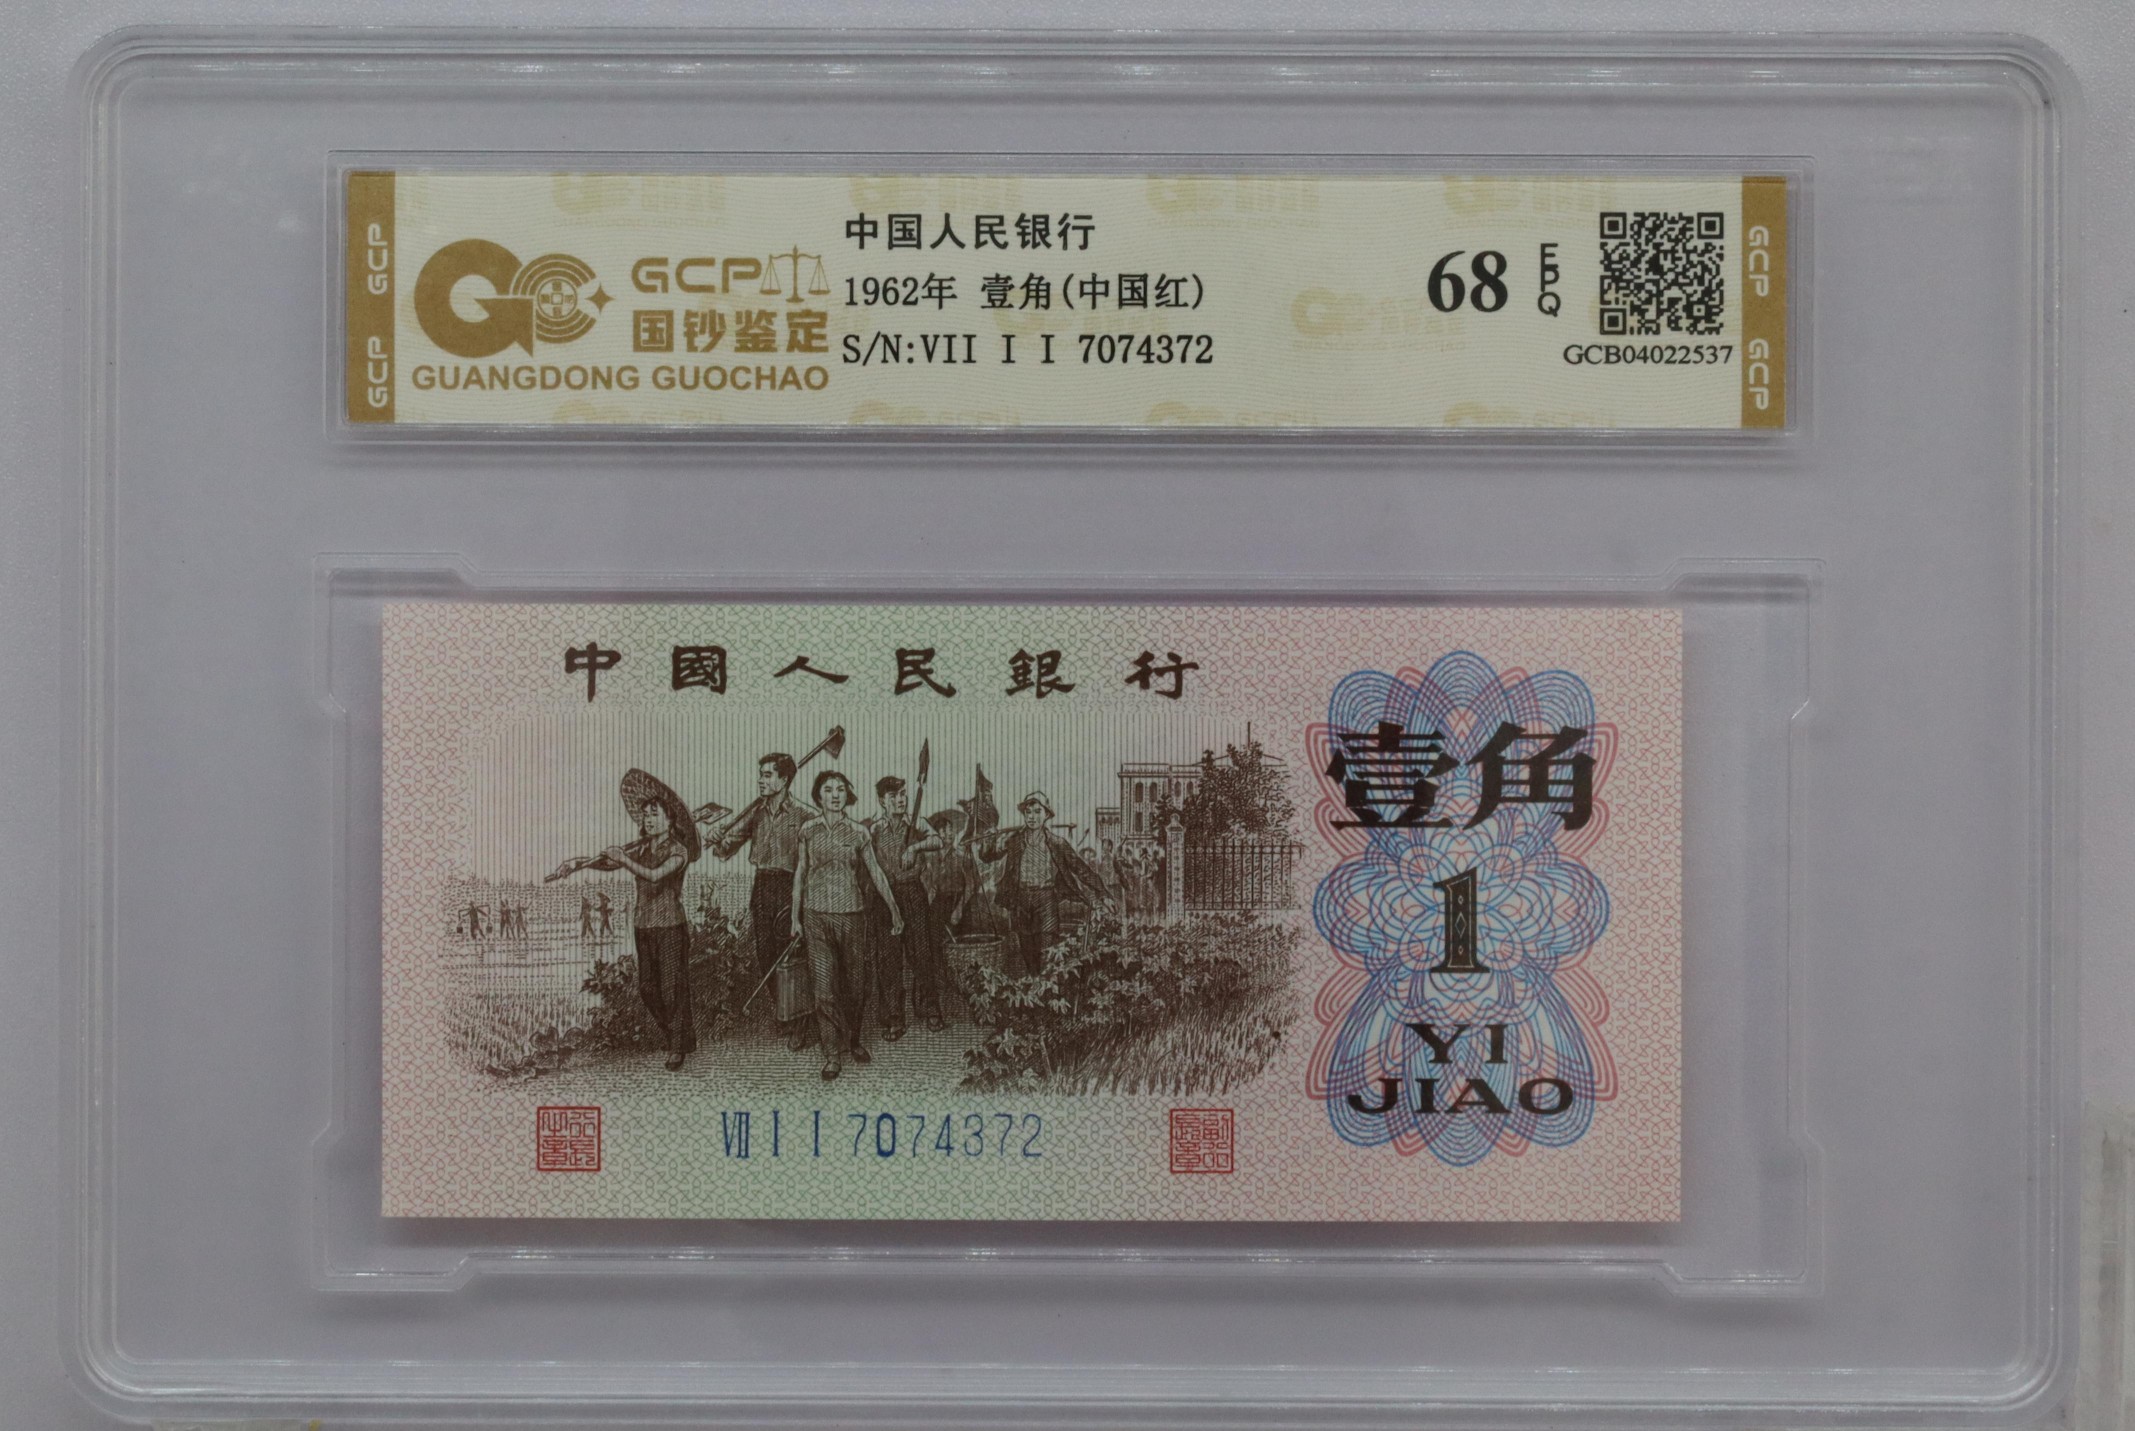 GCP
GCP
GCP
国钞鉴定
GUANGDONG GUOCHAO
中国人民银行
1962年 壹角(中国红)
S/N:VII I I 7074372
68
EPQ
GCB04022537
GCP
GCP
中國人民銀行
壹角
1
YI
JIAO
VII I I 7074372